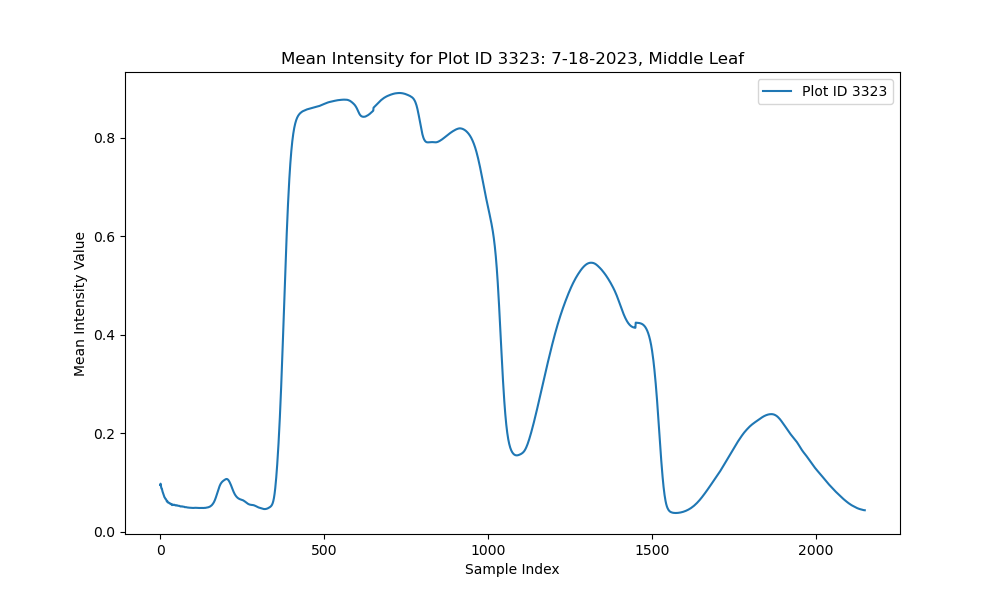 Mean Intensity for Plot ID 3323: 7-18-2023, Middle Leaf
Plot ID 3323
Mean Intensity Value
0.8
0.6
0.4
0.2
0.0
0
500
1000
1500
2000
Sample Index